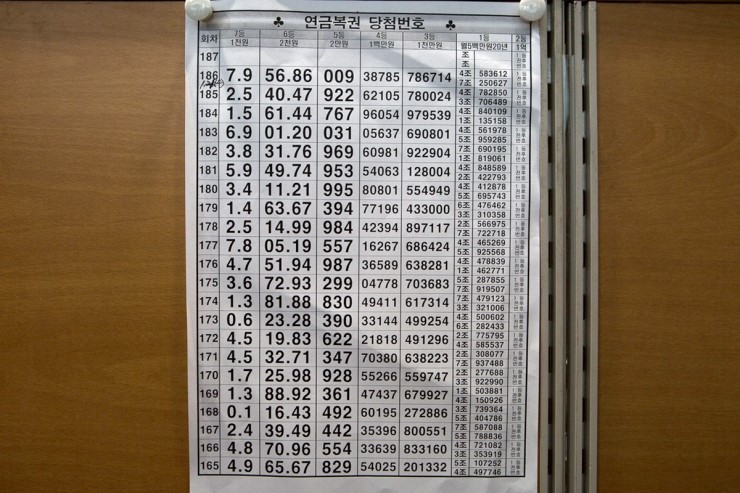 ♣ 연금복권 당첨번호 ♣
회차 7등 6등 5등 4등 3등 1등 2등
1천원 2천원 2만원 1백만원 1천만원 월5백만원20년 1억
187 조
조
186 7.9 56.86 009 38785 786714 4조 583612
7조 250627
185 2.5 40.47 922 62105 780024 4조 782850
3조 706489
184 1.5 61.44 767 96054 979539 4조 840109
1조 135158
183 6.9 01.20 031 05637 690801 4조 561978
5조 959285
182 3.8 31.76 969 60981 922904 7조 690195
1조 819061
181 5.9 49.74 953 54063 128004 4조 848589
2조 422793
180 3.4 11.21 995 80801 554949 4조 412878
5조 695743
179 1.4 63.67 394 77196 433000 6조 476462
3조 310358
178 2.5 14.99 984 42394 897117 2조 566975
7조 722718
177 7.8 05.19 557 16267 686424 4조 465269
5조 925568
176 4.7 51.94 987 36589 638281 4조 478839
1조 462771
175 3.6 72.93 299 04778 703683 5조 287855
7조 919507
174 1.3 81.88 830 49411 617314 7조 479123
3조 321006
173 0.6 23.28 390 33144 499254 4조 500602
6조 282433
172 4.5 19.83 622 21818 491296 2조 775795
4조 585537
171 4.5 32.71 347 70380 638223 2조 308077
7조 937488
170 1.7 25.98 928 55266 559747 2조 277688
3조 922990
169 1.3 88.92 361 47437 679927 1조 503881
4조 150926
168 0.1 16.43 492 60195 272886 3조 739364
5조 404786
167 2.4 39.49 442 35396 800551 7조 587088
5조 788836
166 4.8 70.96 554 33639 833160 4조 721082
3조 353919
165 4.9 65.67 829 54025 201332 5조 107252
4조 497746